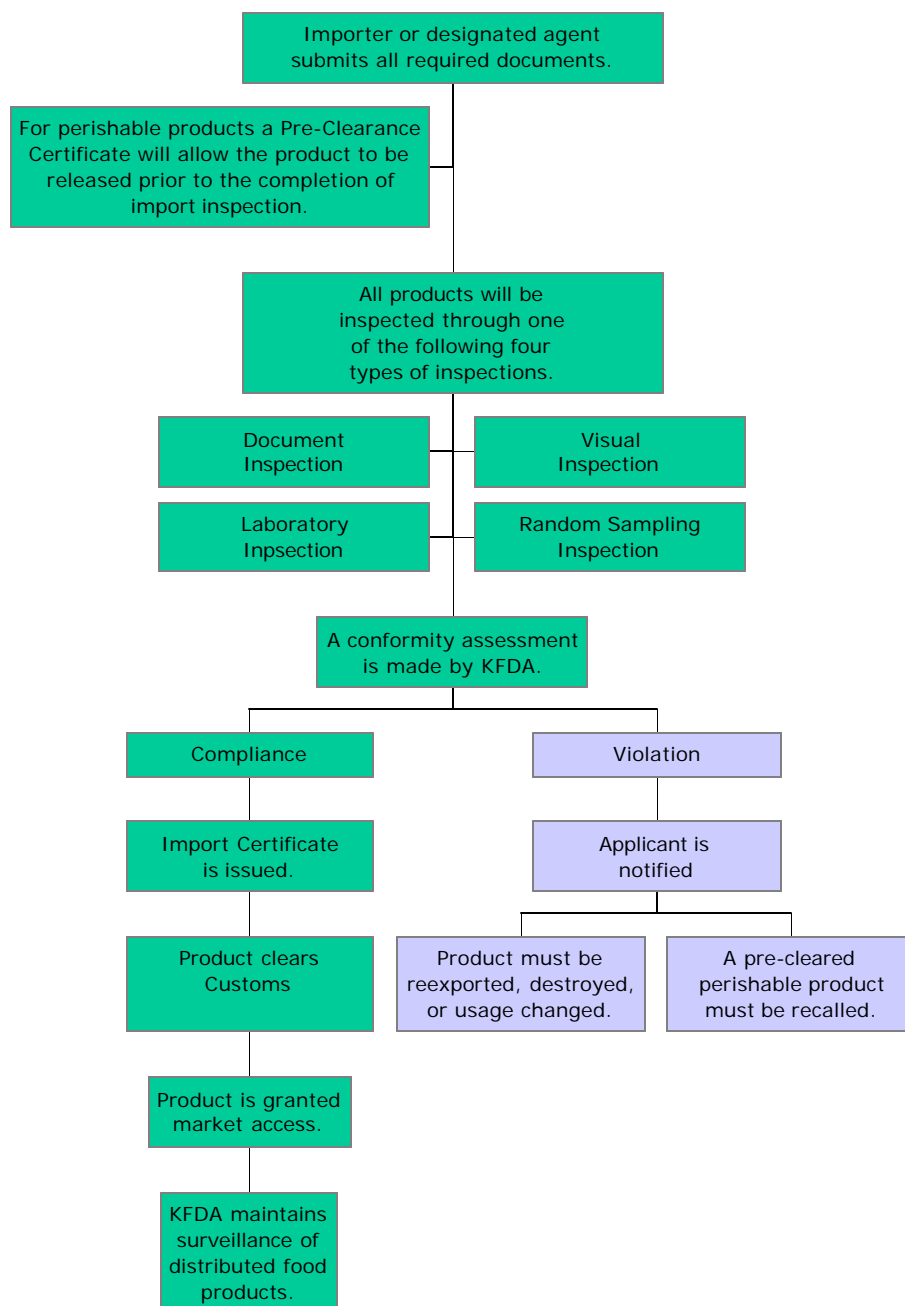 Importer or designated agent
submits all required documents.
For perishable products a Pre-Clearance
Certificate will allow the product to be
released prior to the completion of
import inspection.
All products will be
inspected through one
of the following four
types of inspections.
Document
Inspection
Visual
Inspection
Laboratory
Inpsection
Random Sampling
Inspection
A conformity assessment
is made by KFDA.
Compliance
Violation
Import Certificate
is issued.
Applicant is
notified
Product clears
Customs
Product must be
reexported, destroyed,
or usage changed.
A pre-cleared
perishable product
must be recalled.
Product is granted
market access.
KFDA maintains
surveillance of
distributed food
products.